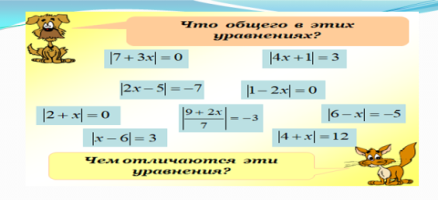 Что общего в этих
уравнениях?
|7 + 3x| = 0
|4x + 1| = 3
|2x − 5| = −7
|1 − 2x| = 0
|2 + x| = 0
|(9 + 2x)/7| = −3
|6 − x| = −5
|x − 6| = 3
|4 + x| = 12
Чем отличаются эти
уравнения?